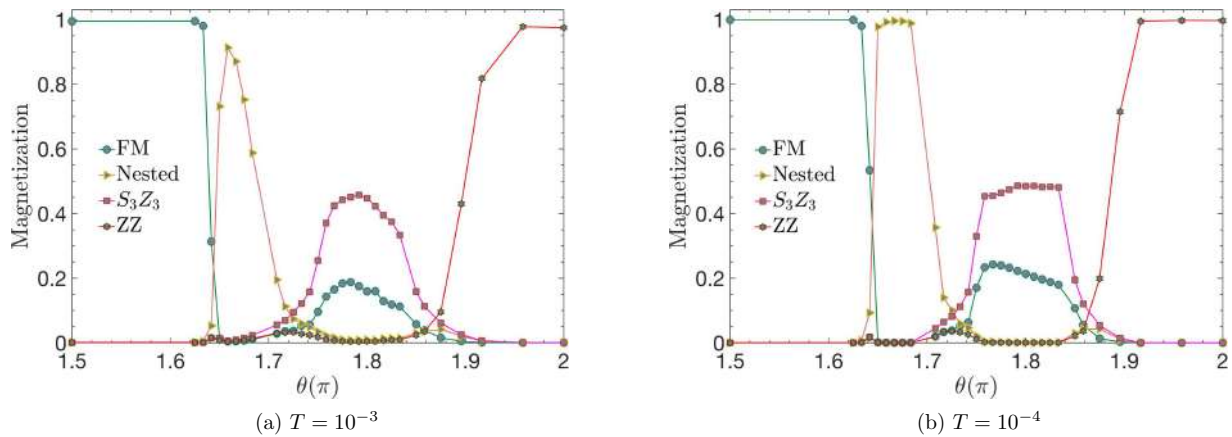 1
0.8
0.6
0.4
0.2
0
Magnetization
FM
Nested
S₃Z₃
ZZ
1.5 1.6 1.7 1.8 1.9 2
θ(π)
(a) T = 10⁻³
1
0.8
0.6
0.4
0.2
0
Magnetization
FM
Nested
S₃Z₃
ZZ
1.5 1.6 1.7 1.8 1.9 2
θ(π)
(b) T = 10⁻⁴